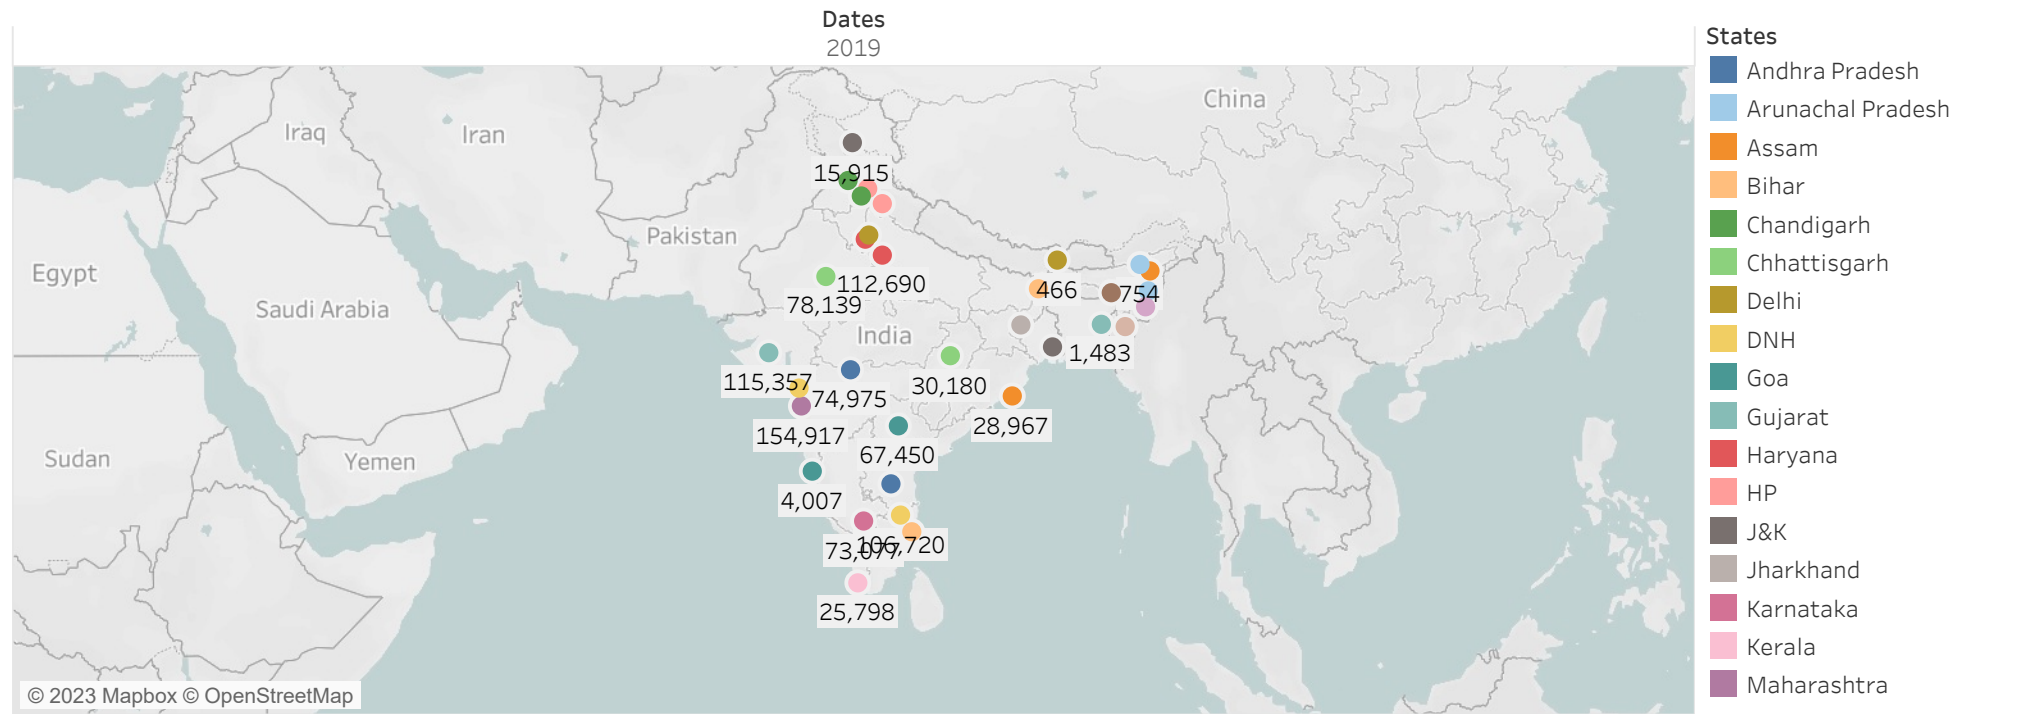 Dates
2019
China
Iraq
Iran
15,915
Pakistan
Egypt
112,690
466
754
78,139
Saudi Arabia
India
1,483
115,357
30,180
74,975
28,967
154,917
67,450
Sudan
Yemen
4,007
106,720
73,077
25,798
© 2023 Mapbox © OpenStreetMap
States
Andhra Pradesh
Arunachal Pradesh
Assam
Bihar
Chandigarh
Chhattisgarh
Delhi
DNH
Goa
Gujarat
Haryana
HP
J&K
Jharkhand
Karnataka
Kerala
Maharashtra